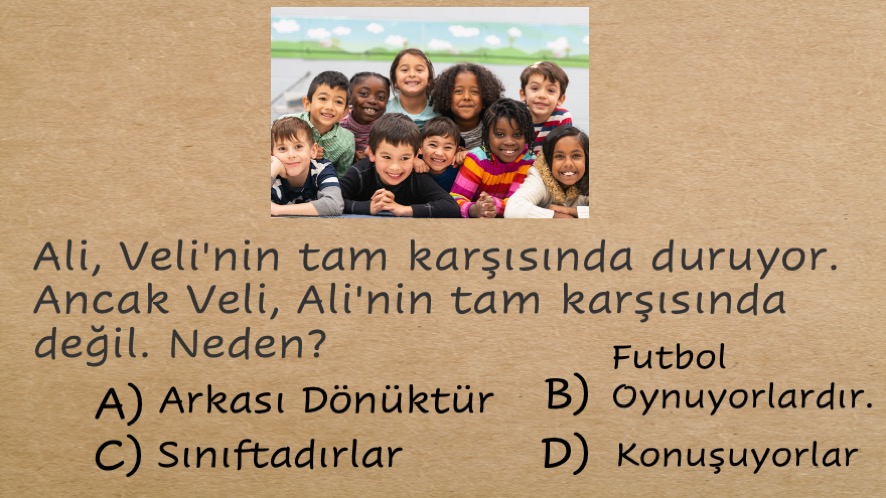 Ali, Veli'nin tam karşısında duruyor.
Ancak Veli, Ali'nin tam karşısında
değil. Neden?
A) Arkası Dönüktür
B) Futbol
Oynuyorlardır.
C) Sınıftadırlar
D) Konuşuyorlar